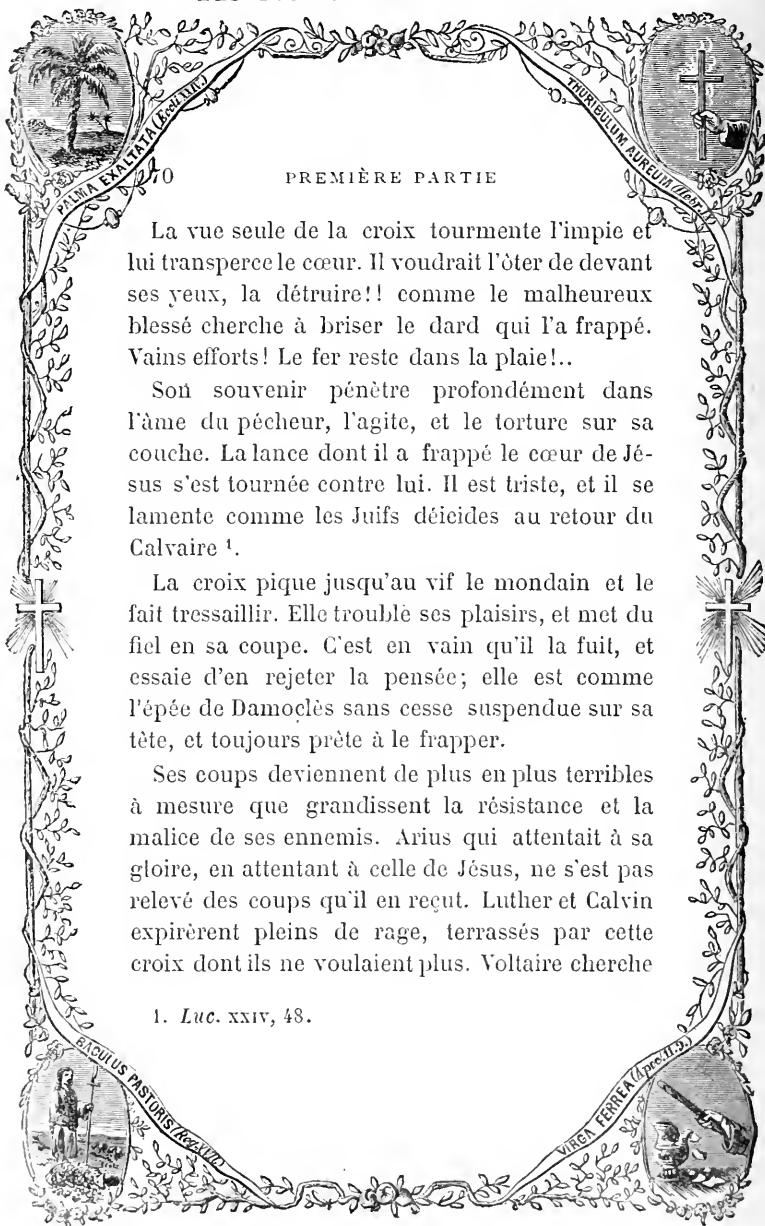 PALMA EXALTATA (Eccli. XXIV.)
THURIBULUM AUREUM
70 PREMIÈRE PARTIE
La vue seule de la croix tourmente l'impie et
lui transperce le cœur. Il voudrait l'ôter de devant
ses yeux, la détruire!! comme le malheureux
blessé cherche à briser le dard qui l'a frappé.
Vains efforts! Le fer reste dans la plaie!..
Son souvenir pénètre profondément dans
l'âme du pécheur, l'agite, et le torture sur sa
couche. La lance dont il a frappé le cœur de Jé-
sus s'est tournée contre lui. Il est triste, et il se
lamente comme les Juifs déicides au retour du
Calvaire ¹.
La croix pique jusqu'au vif le mondain et le
fait tressaillir. Elle trouble ses plaisirs, et met du
fiel en sa coupe. C'est en vain qu'il la fuit, et
essaie d'en rejeter la pensée; elle est comme
l'épée de Damoclès sans cesse suspendue sur sa
tête, et toujours prête à le frapper.
Ses coups deviennent de plus en plus terribles
à mesure que grandissent la résistance et la
malice de ses ennemis. Arius qui attentait à sa
gloire, en attentant à celle de Jésus, ne s'est pas
relevé des coups qu'il en reçut. Luther et Calvin
expirèrent pleins de rage, terrassés par cette
croix dont ils ne voulaient plus. Voltaire cherche
1. Luc. XXIV, 48.
BACULUS PASTORIS (Reg. XVII.)
VIRGA FERREA (Apoc. II. 9.)